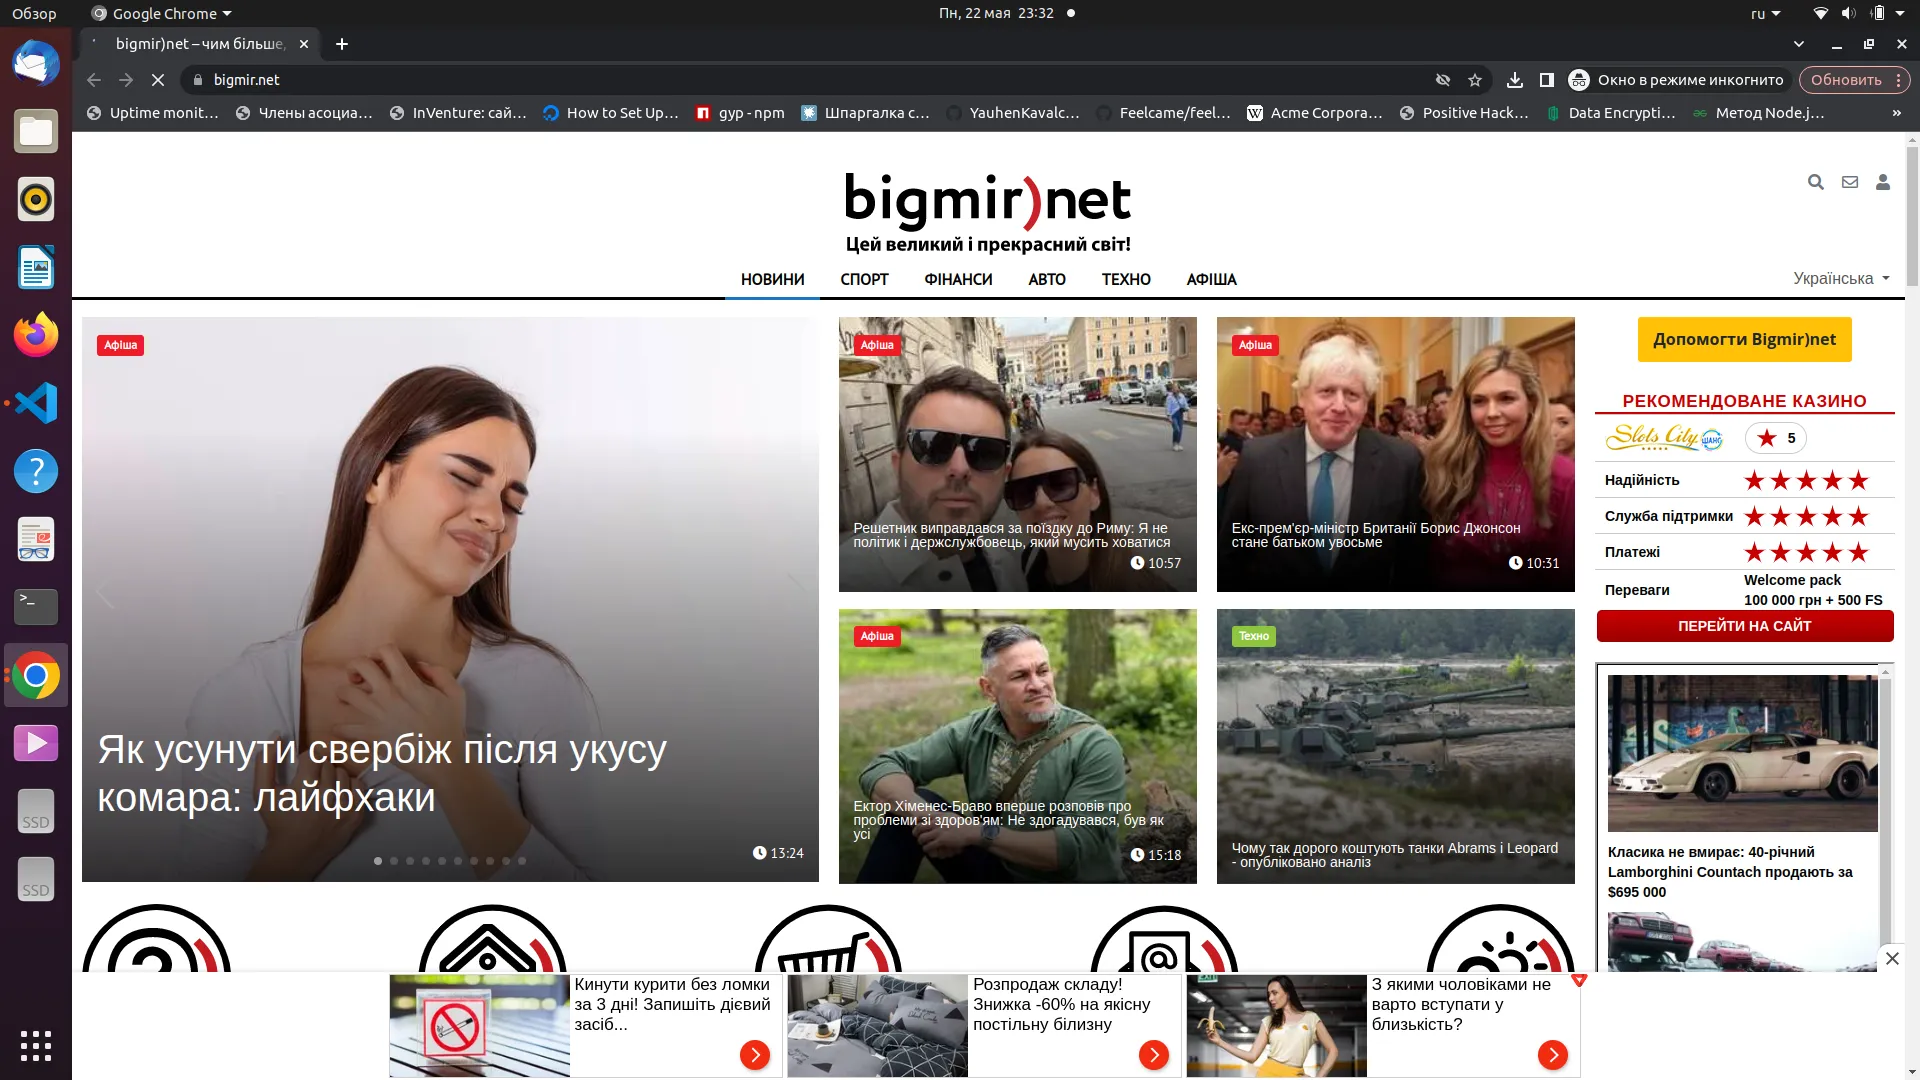 Обзор
Google Chrome
Пн, 22 мая 23:32
ru
bigmir)net – чим більше,
bigmir.net
Окно в режиме инкогнито
Обновить
Uptime monit...
Члены асоциа...
InVenture: сай...
How to Set Up...
gyp - npm
Шпаргалка с...
YauhenKavalc...
Feelcame/feel...
Acme Corpora...
Positive Hack...
Data Encrypti...
Метод Node.j...
»
bigmir)net
Цей великий і прекрасний світ!
НОВИНИ
СПОРТ
ФІНАНСИ
АВТО
ТЕХНО
АФІША
Українська
Афіша
Як усунути свербіж після укусу
комара: лайфхаки
13:24
Афіша
Решетник виправдався за поїздку до Риму: Я не
політик і держслужбовець, який мусить ховатися
10:57
Афіша
Екс-прем'єр-міністр Британії Борис Джонсон
стане батьком увосьме
10:31
Афіша
Ектор Хіменес-Браво вперше розповів про
проблеми зі здоров'ям: Не здогадувався, був як
усі
15:18
Техно
Чому так дорого коштують танки Abrams і Leopard
- опубліковано аналіз
Допомогти Bigmir)net
РЕКОМЕНДОВАНЕ КАЗИНО
Slots City
ШАНС
5
Надійність
Служба підтримки
Платежі
Переваги
Welcome pack
100 000 грн + 500 FS
ПЕРЕЙТИ НА САЙТ
Класика не вмирає: 40-річний
Lamborghini Countach продають за
$695 000
Кинути курити без ломки
за 3 дні! Запишіть дієвий
засіб...
Розпродаж складу!
Знижка -60% на якісну
постільну білизну
З якими чоловіками не
варто вступати у
близькість?
SSD
SSD